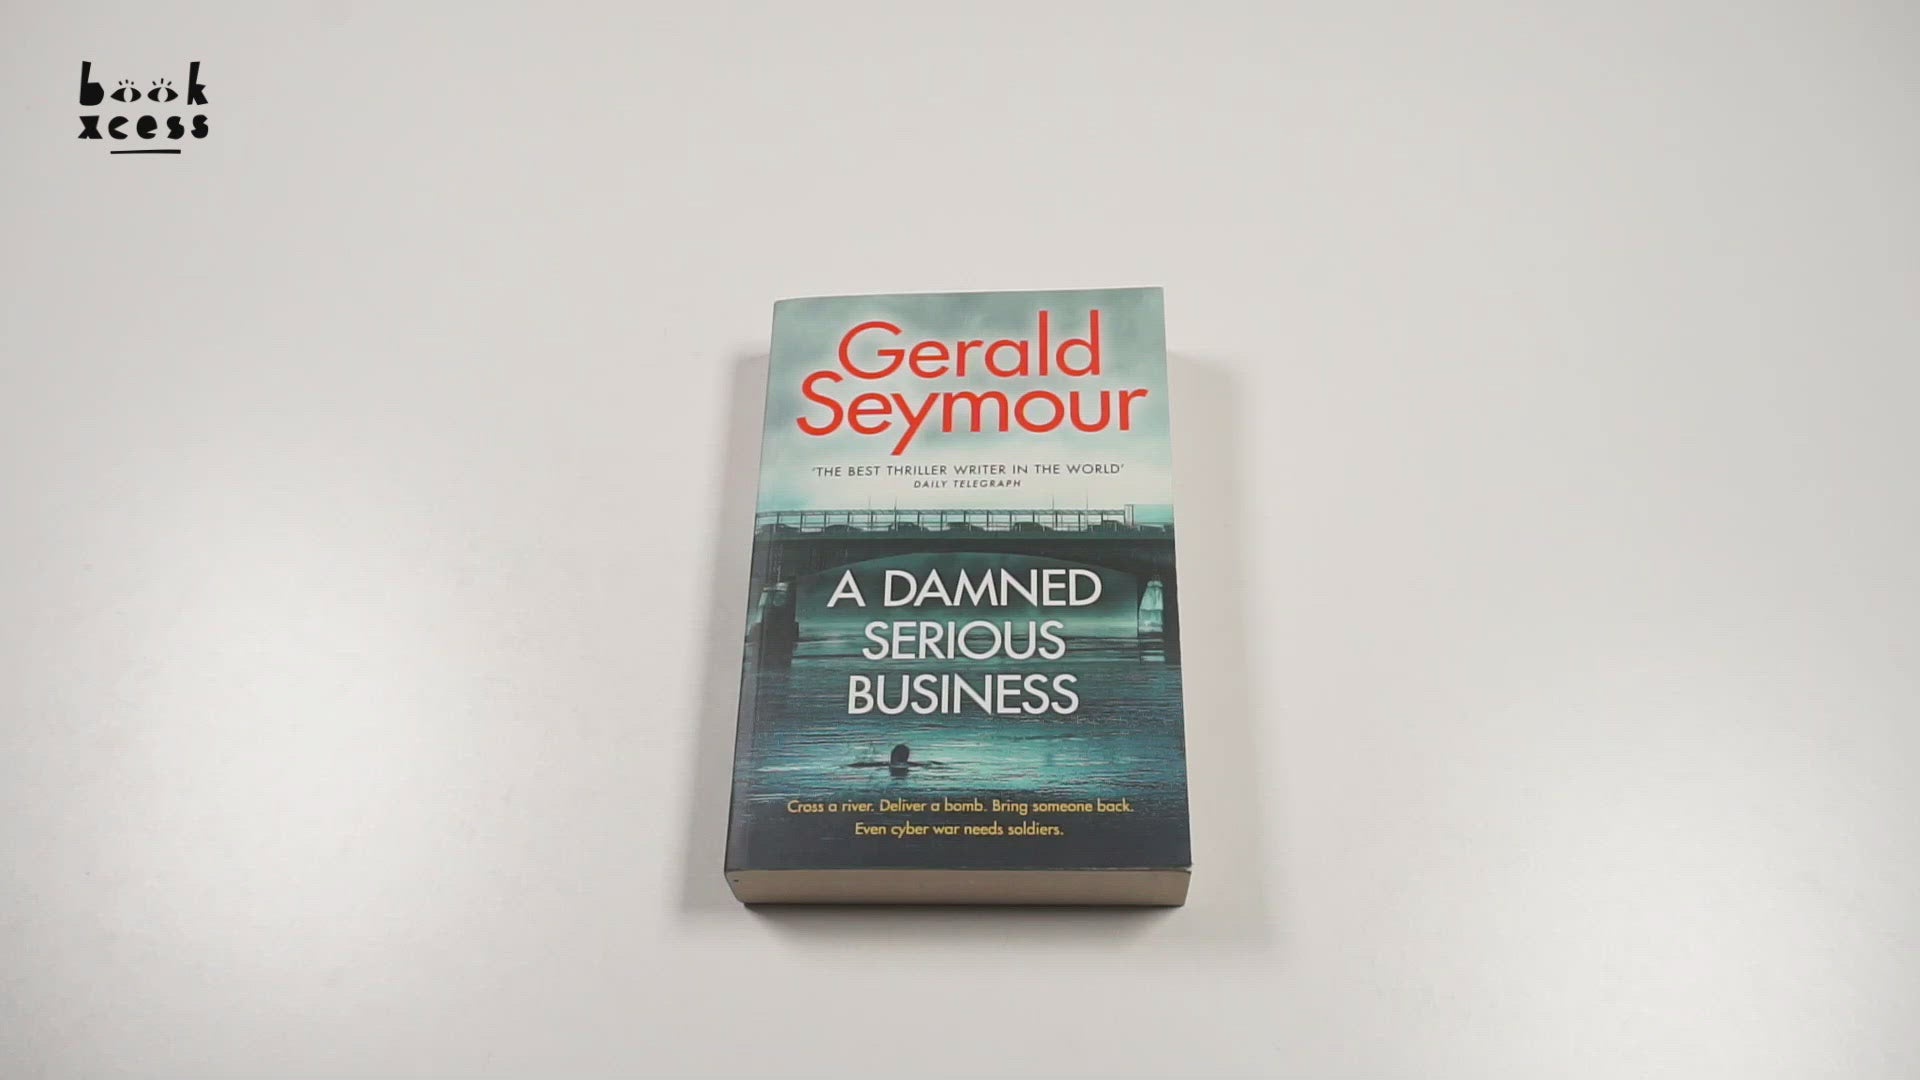 book
xcess
Gerald
Seymour
'THE BEST THRILLER WRITER IN THE WORLD'
DAILY TELEGRAPH
A DAMNED
SERIOUS
BUSINESS
Cross a river. Deliver a bomb. Bring someone back.
Even cyber war needs soldiers.